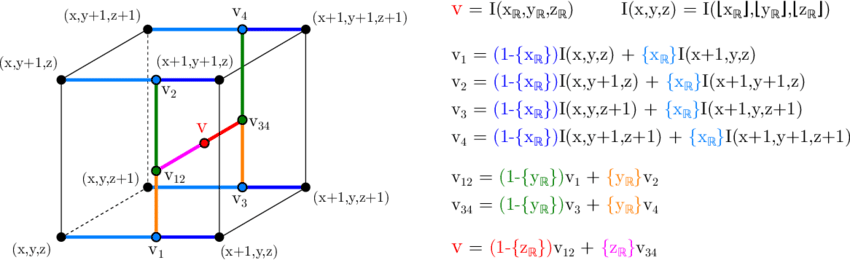 v₄
(x,y+1,z+1)
(x+1,y+1,z+1)
(x,y+1,z)
(x+1,y+1,z)
v₂
v
v₃₄
(x,y,z+1)
v₁₂
v₃
(x+1,y,z+1)
(x,y,z)
v₁
(x+1,y,z)
v = I(xℝ,yℝ,zℝ) I(x,y,z) = I(⌊xℝ⌋,⌊yℝ⌋,⌊zℝ⌋)
v₁ = (1-{xℝ})I(x,y,z) + {xℝ}I(x+1,y,z)
v₂ = (1-{xℝ})I(x,y+1,z) + {xℝ}I(x+1,y+1,z)
v₃ = (1-{xℝ})I(x,y,z+1) + {xℝ}I(x+1,y,z+1)
v₄ = (1-{xℝ})I(x,y+1,z+1) + {xℝ}I(x+1,y+1,z+1)
v₁₂ = (1-{yℝ})v₁ + {yℝ}v₂
v₃₄ = (1-{yℝ})v₃ + {yℝ}v₄
v = (1-{zℝ})v₁₂ + {zℝ}v₃₄